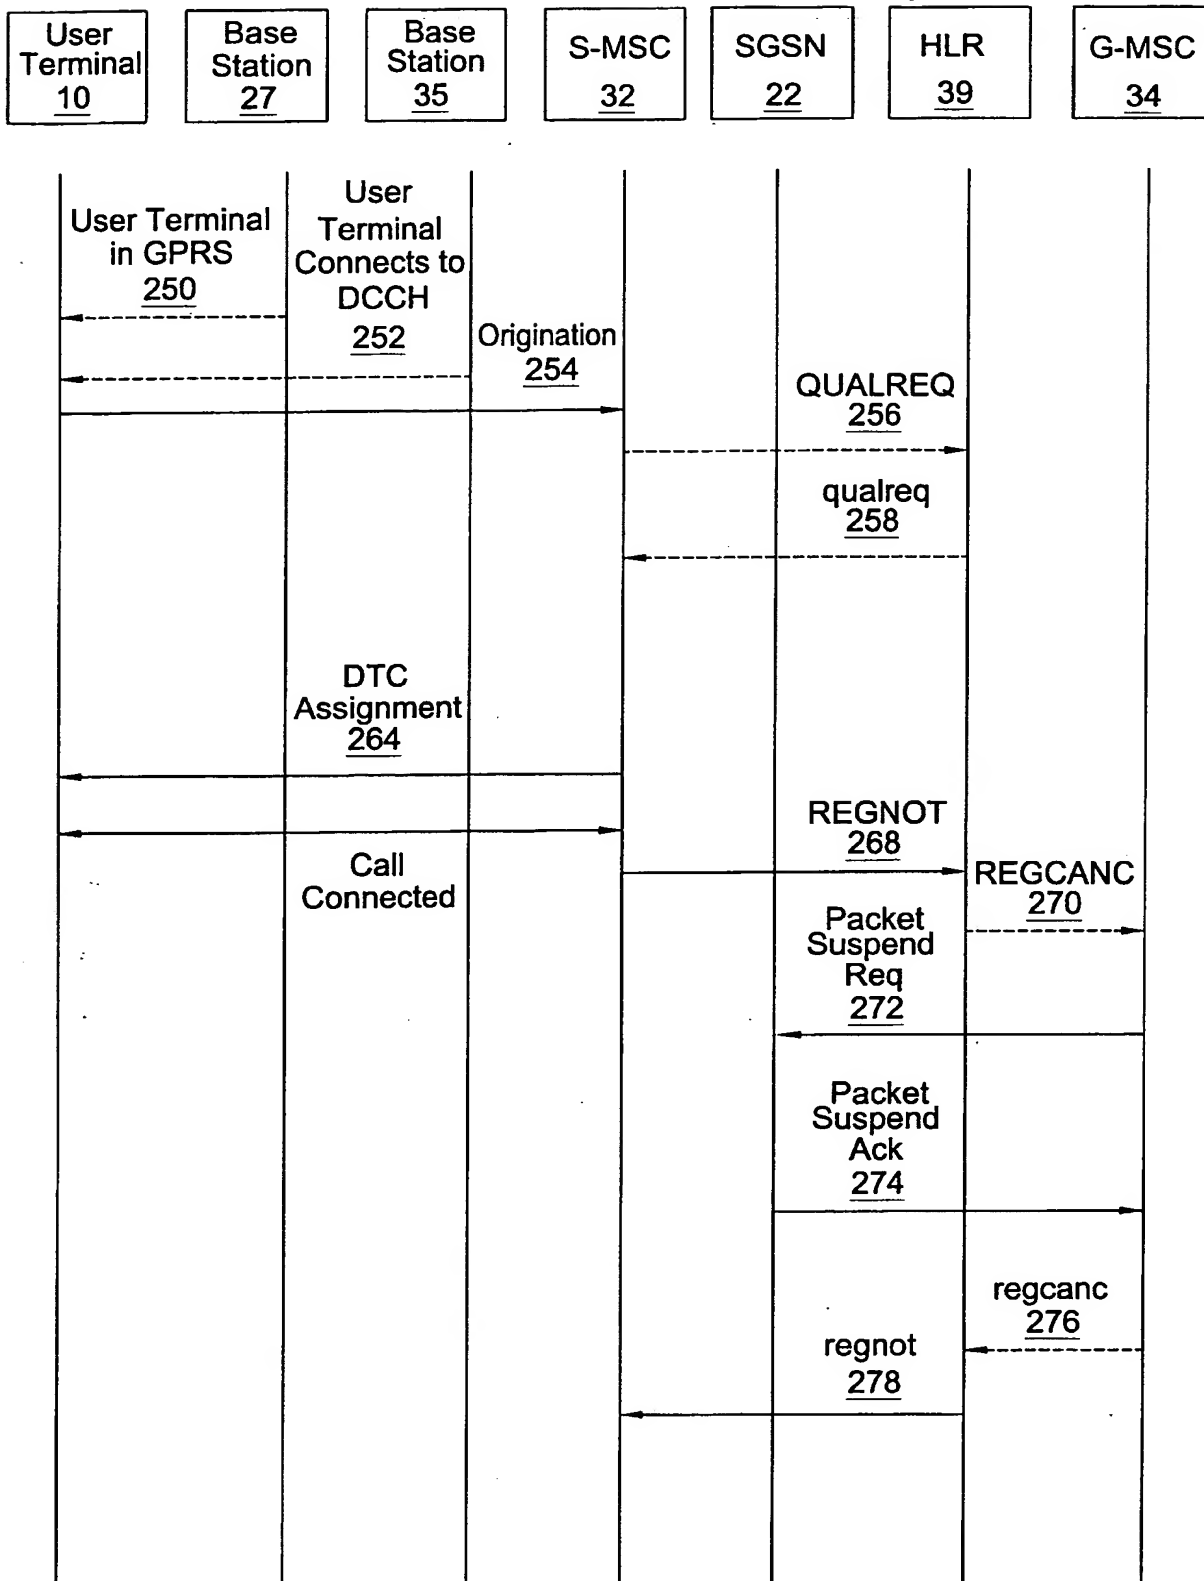 User
Terminal
10
Base
Station
27
Base
Station
35
S-MSC
32
SGSN
22
HLR
39
G-MSC
34
User Terminal
in GPRS
250
User
Terminal
Connects to
DCCH
252
Origination
254
QUALREQ
256
qualreq
258
DTC
Assignment
264
Call
Connected
REGNOT
268
REGCANC
270
Packet
Suspend
Req
272
Packet
Suspend
Ack
274
regcanc
276
regnot
278